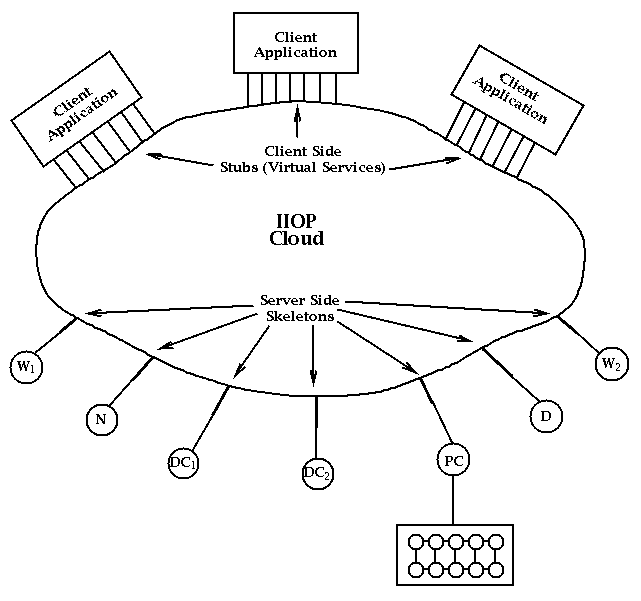 Client
Application
Client
Application
Client
Application
Client Side
Stubs (Virtual Services)
IIOP
Cloud
Server Side
Skeletons
W1
N
DC1
DC2
PC
D
W2